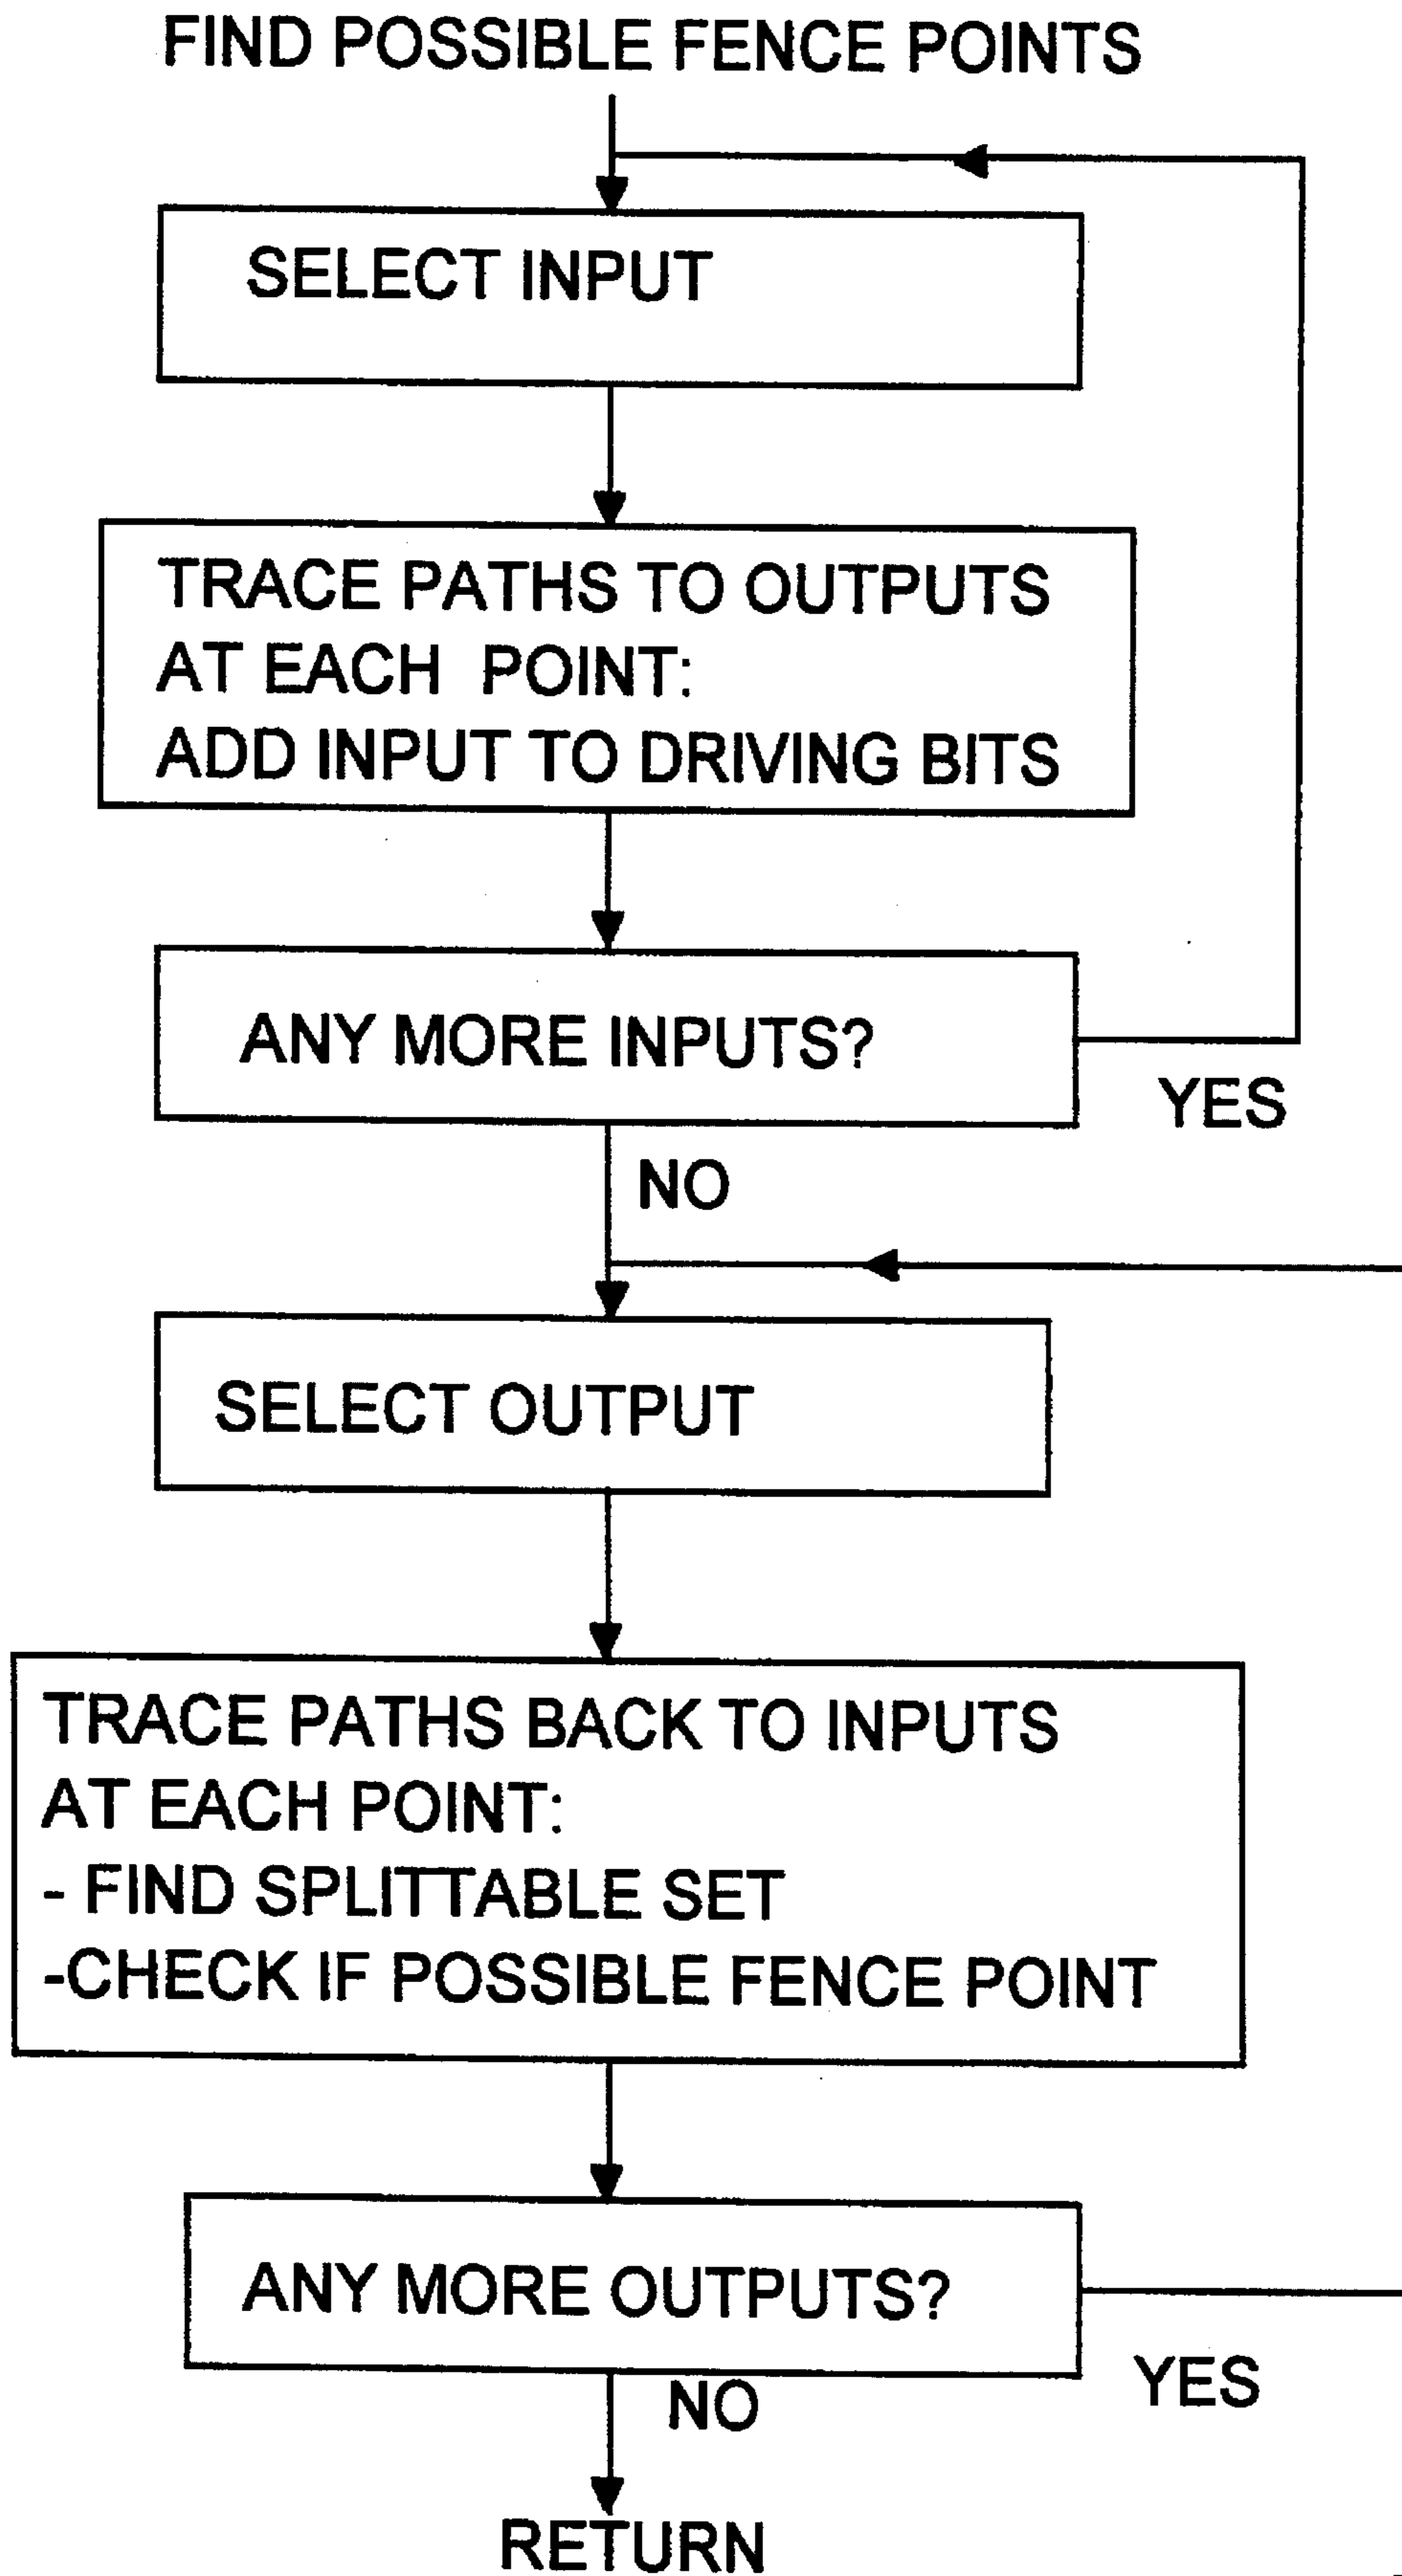 FIND POSSIBLE FENCE POINTS
SELECT INPUT
TRACE PATHS TO OUTPUTS
AT EACH POINT:
ADD INPUT TO DRIVING BITS
ANY MORE INPUTS?
YES
NO
SELECT OUTPUT
TRACE PATHS BACK TO INPUTS
AT EACH POINT:
- FIND SPLITTABLE SET
-CHECK IF POSSIBLE FENCE POINT
ANY MORE OUTPUTS?
YES
NO
RETURN